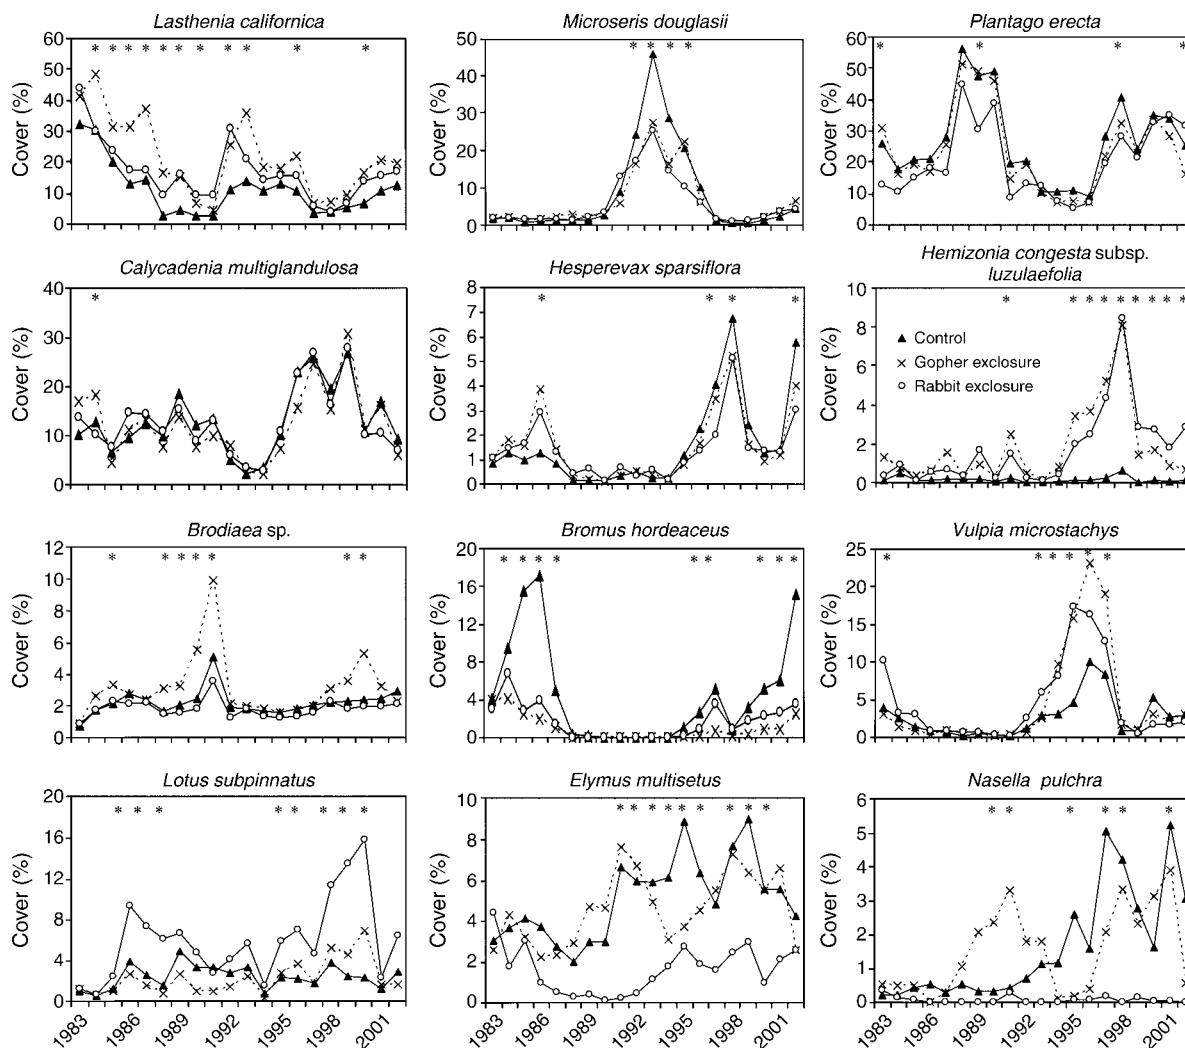 Lasthenia californica
Microseris douglasii
Plantago erecta
Cover (%)
60
50
40
30
20
10
0
* * * * * * * * * * *
Cover (%)
50
40
30
20
10
0
* * * *
Cover (%)
60
50
40
30
20
10
0
* * * *
Calycadenia multiglandulosa
Hesperevax sparsiflora
Hemizonia congesta subsp.
luzulaefolia
Cover (%)
40
30
20
10
0
*
Cover (%)
8
7
6
5
4
3
2
1
0
* * * *
Cover (%)
10
8
6
4
2
0
* * * * * * * *
Control
Gopher exclosure
Rabbit exclosure
Brodiaea sp.
Bromus hordeaceus
Vulpia microstachys
Cover (%)
12
10
8
6
4
2
0
* * * * * * *
Cover (%)
20
16
12
8
4
0
* * * * * * * * *
Cover (%)
25
20
15
10
5
0
* * * * * *
Lotus subpinnatus
Elymus multisetus
Nasella pulchra
Cover (%)
20
16
12
8
4
0
* * * * * * * *
1983
1986
1989
1992
1995
1998
2001
Cover (%)
10
8
6
4
2
0
* * * * * * * * *
1983
1986
1989
1992
1995
1998
2001
Cover (%)
6
5
4
3
2
1
0
* * * * * *
1983
1986
1989
1992
1995
1998
2001